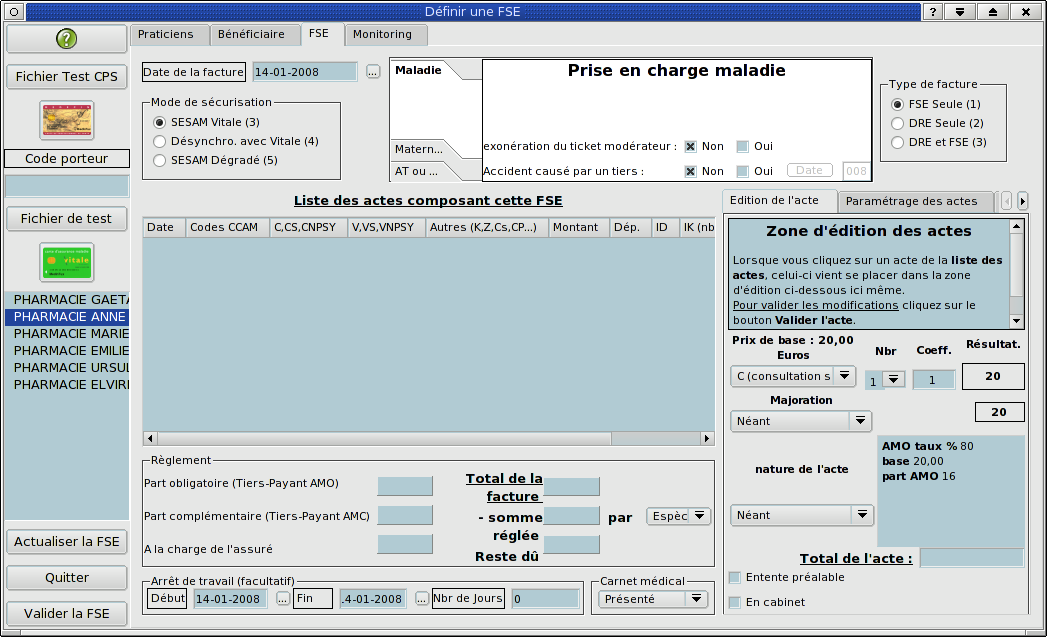 Définir une FSE
?
Fichier Test CPS
Code porteur
Fichier de test
vitale
PHARMACIE GAETA
PHARMACIE ANNE
PHARMACIE MARIE
PHARMACIE EMILIE
PHARMACIE URSUL
PHARMACIE ELVIRE
Actualiser la FSE
Quitter
Valider la FSE
Praticiens
Bénéficiaire
FSE
Monitoring
Date de la facture
14-01-2008
...
Mode de sécurisation
SESAM Vitale (3)
Désynchro. avec Vitale (4)
SESAM Dégradé (5)
Maladie
Matern...
AT ou ...
Prise en charge maladie
exonération du ticket modérateur :
Non
Oui
Accident causé par un tiers :
Non
Oui
Date
008
Type de facture
FSE Seule (1)
DRE Seule (2)
DRE et FSE (3)
Liste des actes composant cette FSE
Date
Codes CCAM
C,CS,CNPSY
V,VS,VNPSY
Autres (K,Z,Cs,CP...)
Montant
Dép.
ID
IK (nb
Règlement
Part obligatoire (Tiers-Payant AMO)
Part complémentaire (Tiers-Payant AMC)
A la charge de l'assuré
Total de la
facture
- somme
réglée
Reste dû
par
Espèc
Arrêt de travail (facultatif)
Début
14-01-2008
...
Fin
.4-01-2008
...
Nbr de Jours
0
Carnet médical
Présenté
Edition de l'acte
Paramétrage des actes
Zone d'édition des actes
Lorsque vous cliquez sur un acte de la liste des
actes, celui-ci vient se placer dans la zone
d'édition ci-dessous ici même.
Pour valider les modifications cliquez sur le
bouton Valider l'acte.
Prix de base : 20,00
Euros
Nbr
Coeff.
Résultat.
C (consultation s
1
1
20
Majoration
Néant
20
nature de l'acte
Néant
AMO taux % 80
base 20,00
part AMO 16
Total de l'acte :
Entente préalable
En cabinet